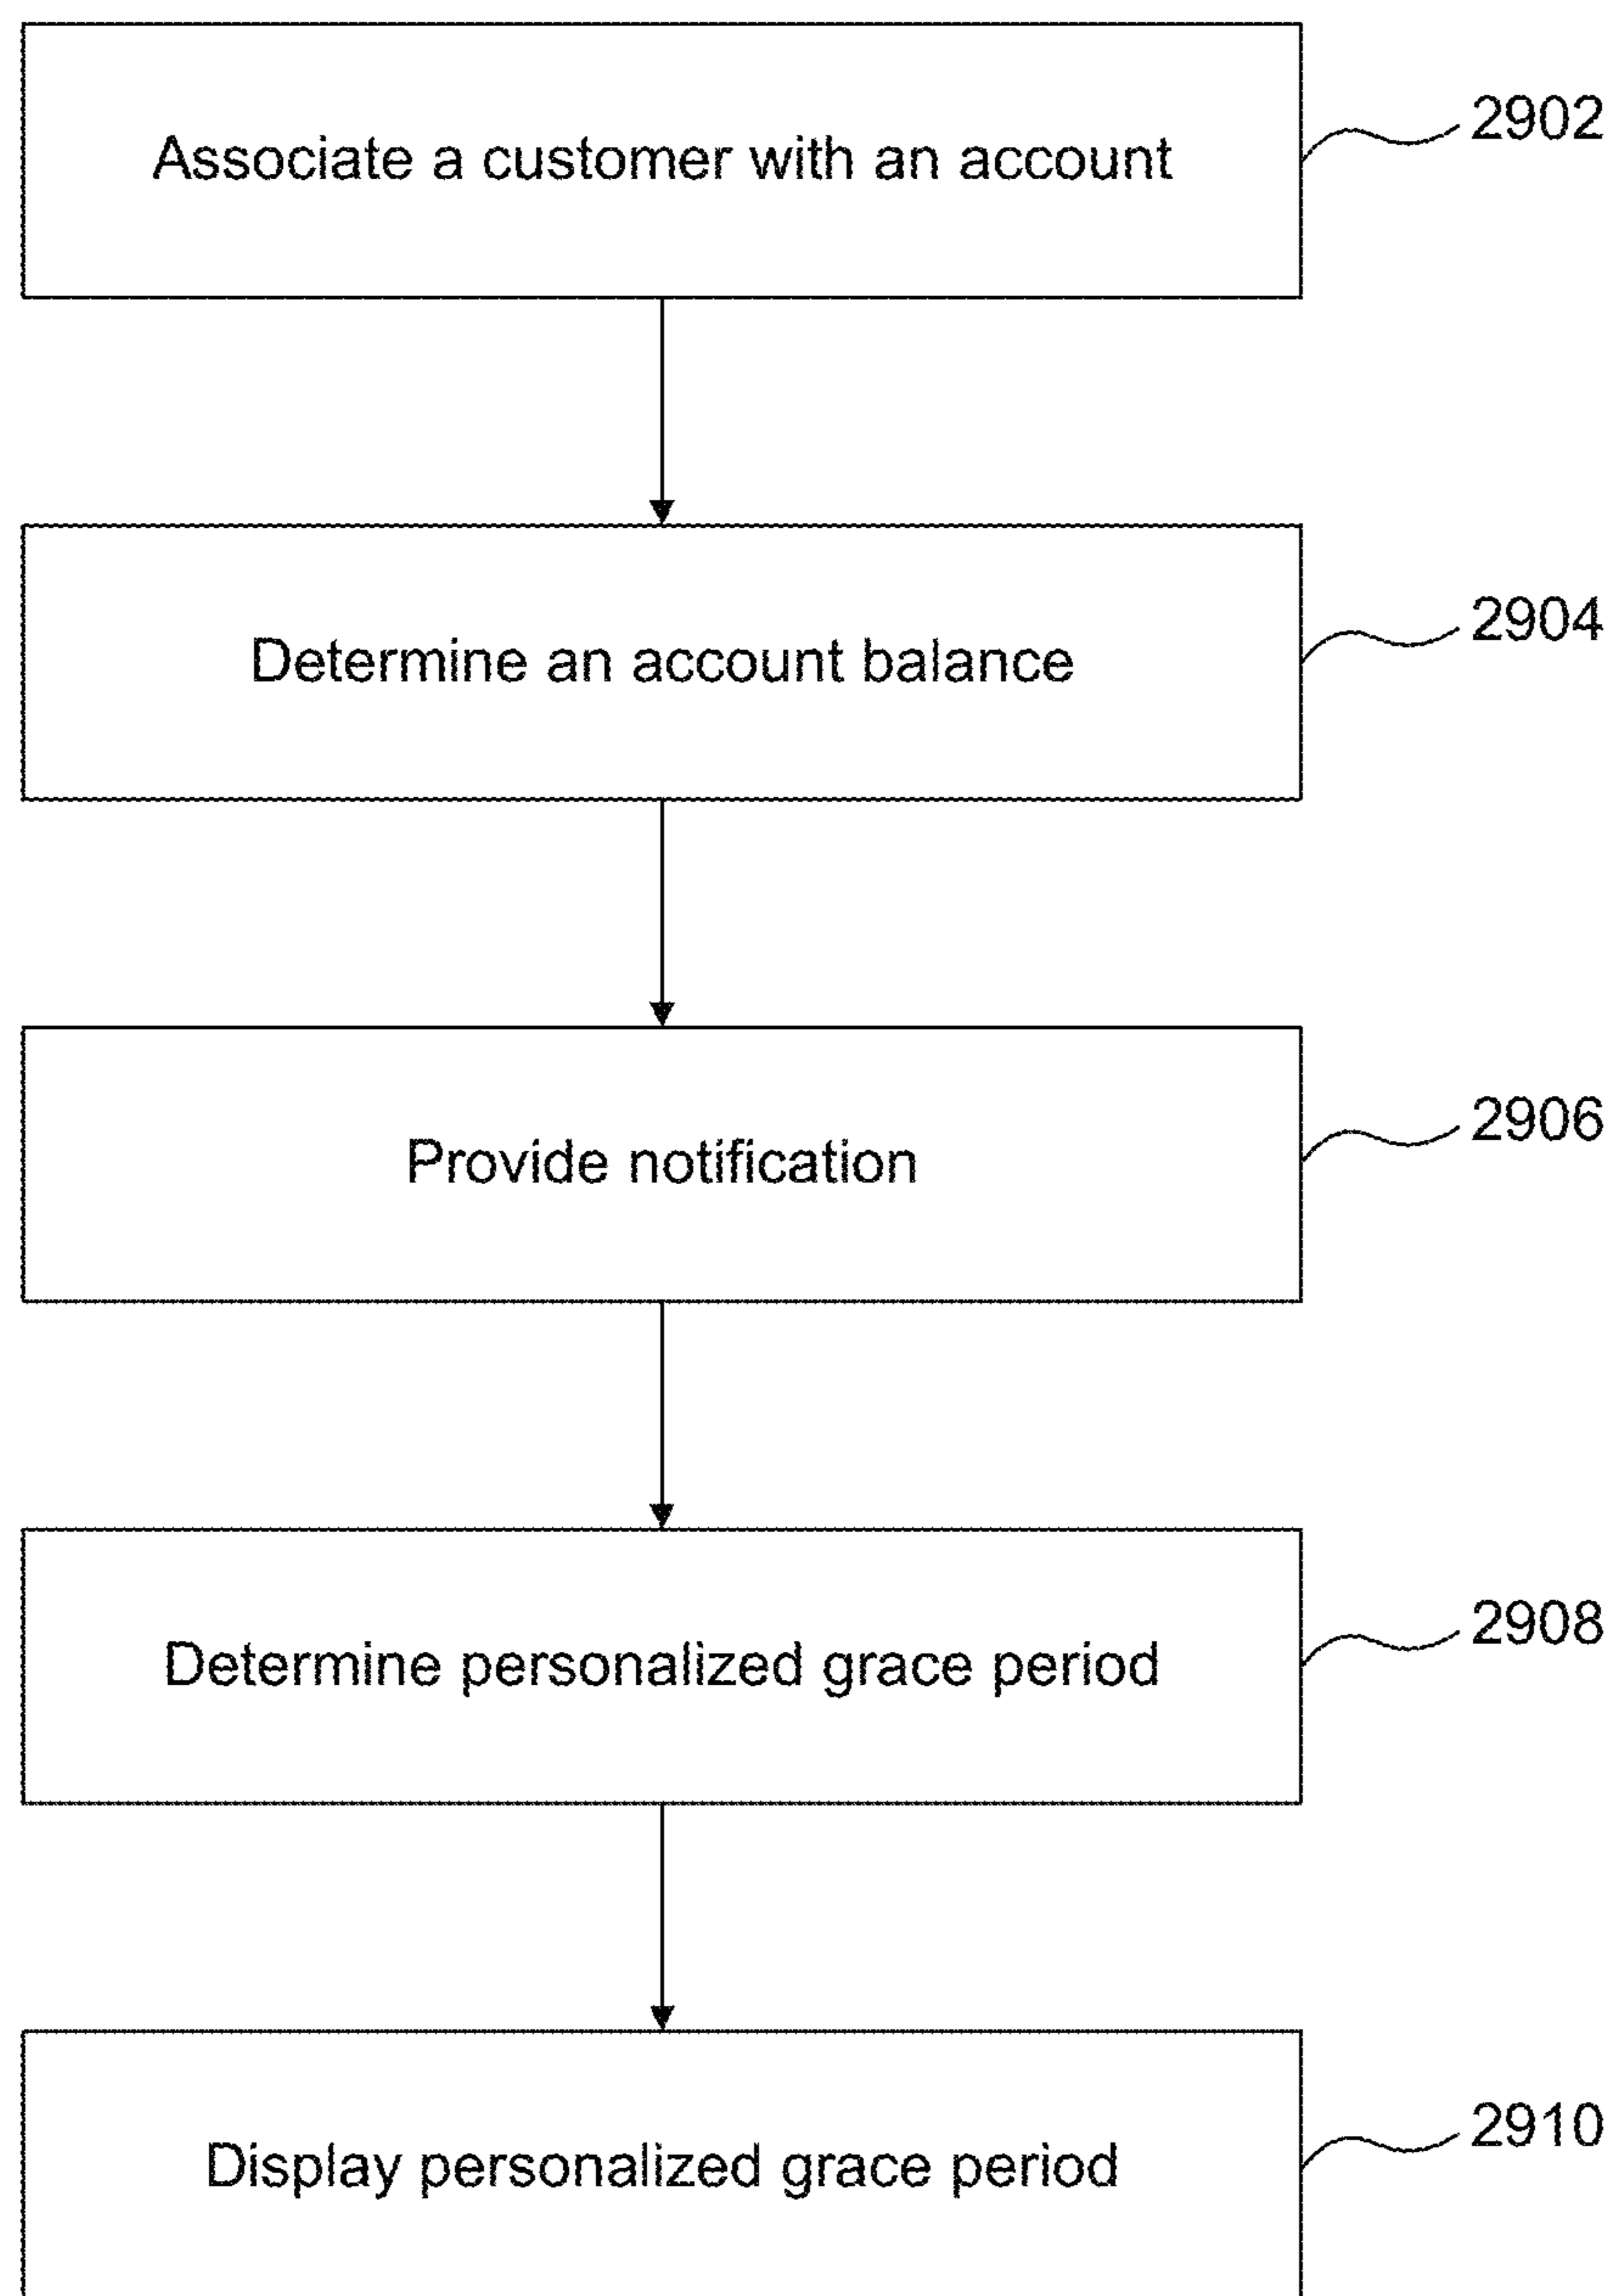 Associate a customer with an account
2902
Determine an account balance
2904
Provide notification
2906
Determine personalized grace period
2908
Display personalized grace period
2910